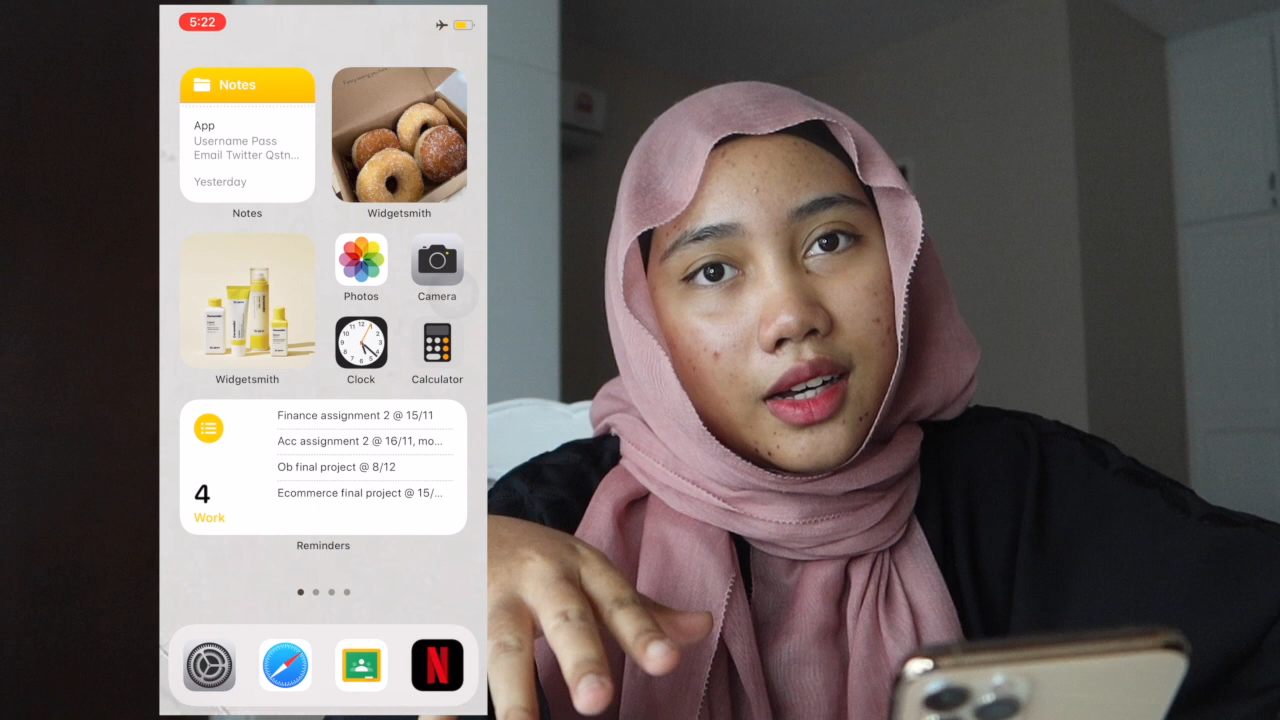 5:22
Notes
App
Username Pass
Email Twitter Qstn...
Yesterday
Notes
Widgetsmith
Widgetsmith
Photos
Camera
12
Clock
Calculator
Finance assignment 2 @ 15/11
Acc assignment 2 @ 16/11, mo...
Ob final project @ 8/12
Ecommerce final project @ 15/...
4
Work
Reminders
N